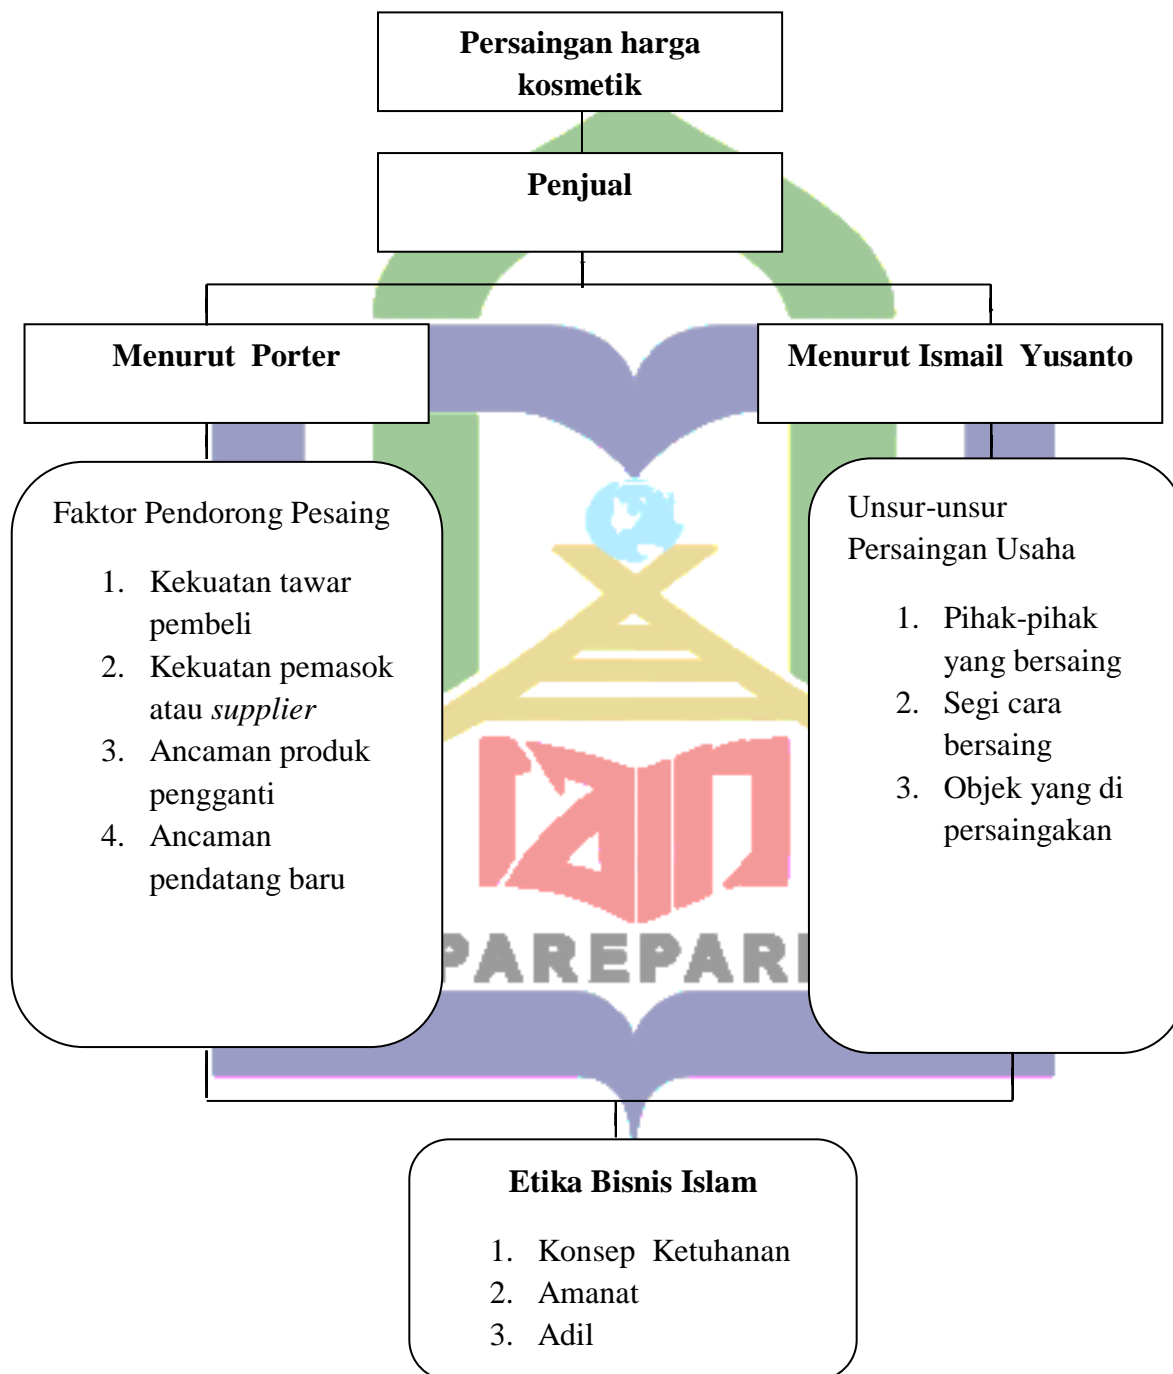 Persaingan harga
kosmetik
Penjual
Menurut Porter
Menurut Ismail Yusanto
Faktor Pendorong Pesaing
1. Kekuatan tawar
pembeli
2. Kekuatan pemasok
atau supplier
3. Ancaman produk
pengganti
4. Ancaman
pendatang baru
Unsur-unsur
Persaingan Usaha
1. Pihak-pihak
yang bersaing
2. Segi cara
bersaing
3. Objek yang di
persaingakan
iain
PAREPAR
Etika Bisnis Islam
1. Konsep Ketuhanan
2. Amanat
3. Adil